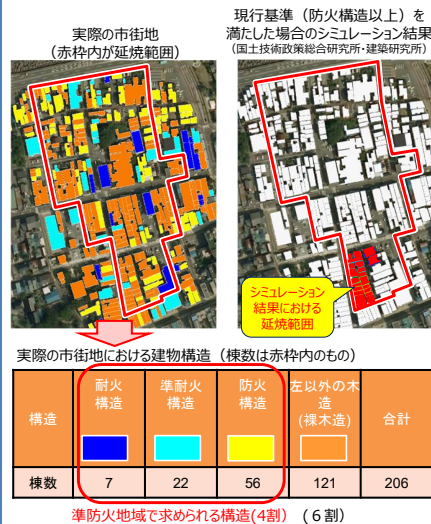 実際の市街地
(赤枠内が延焼範囲)
現行基準（防火構造以上）を
満たした場合のシミュレーション結果
(国土技術政策総合研究所・建築研究所)
シミュレーション
結果における
延焼範囲
実際の市街地における建物構造（棟数は赤枠内のもの）
構造
耐火
構造
準耐火
構造
防火
構造
左以外の木
造
(裸木造)
合計
棟数 7 22 56 121 206
準防火地域で求められる構造(4割) (６割)